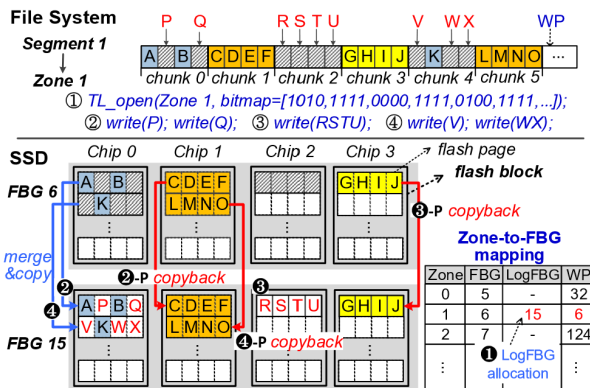 File System
P Q R S T U V W X WP
Segment 1
A B C D E F G H I J K L M N O ...
Zone 1
chunk 0 chunk 1 chunk 2 chunk 3 chunk 4 chunk 5
① TL_open(Zone 1, bitmap=[1010,1111,0000,1111,0100,1111,...]);
② write(P); write(Q); ③ write(RSTU); ④ write(V); write(WX);
SSD
Chip 0 Chip 1 Chip 2 Chip 3
flash page
flash block
FBG 6
A B C D E F G H I J
K L M N O
❸-P copyback
merge
&copy
❷-P copyback
Zone-to-FBG
mapping
Zone FBG LogFBG WP
0 5 - 32
1 6 15 6
2 7 - 124
❷ ❸
❹
A P B Q C D E F R S T U G H I J
V K W X L M N O
❹-P copyback
FBG 15
❶ LogFBG
allocation